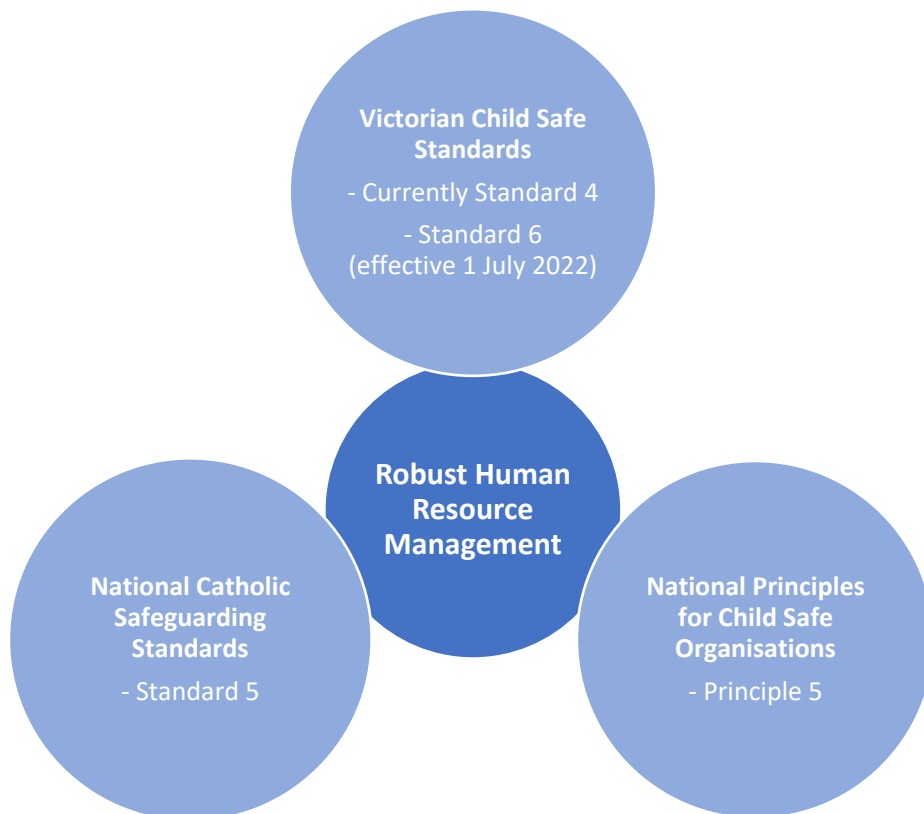 Victorian Child Safe
Standards
- Currently Standard 4
- Standard 6
(effective 1 July 2022)
Robust Human
Resource
Management
National Catholic
Safeguarding
Standards
- Standard 5
National Principles
for Child Safe
Organisations
- Principle 5